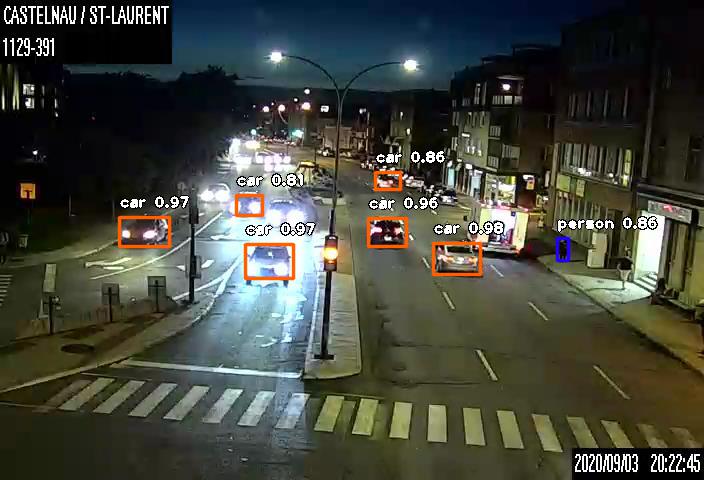 CASTELNAU / ST-LAURENT
1129-391
car 0.86
car 0.81
car 0.97
car 0.96
person 0.86
car 0.97
car 0.98
2020/09/03 20:22:45